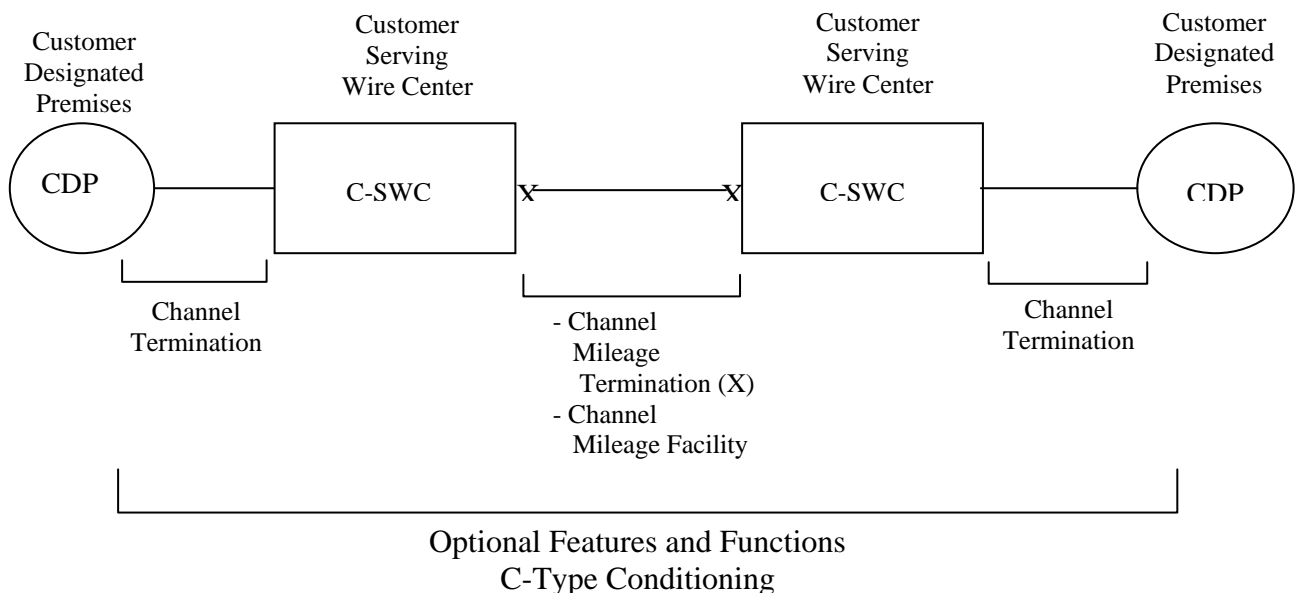 Customer
Designated
Premises
Customer
Serving
Wire Center
Customer
Serving
Wire Center
Customer
Designated
Premises
CDP
C-SWC
X
X
C-SWC
CDP
Channel
Termination
- Channel
Mileage
Termination (X)
- Channel
Mileage Facility
Channel
Termination
Optional Features and Functions
C-Type Conditioning